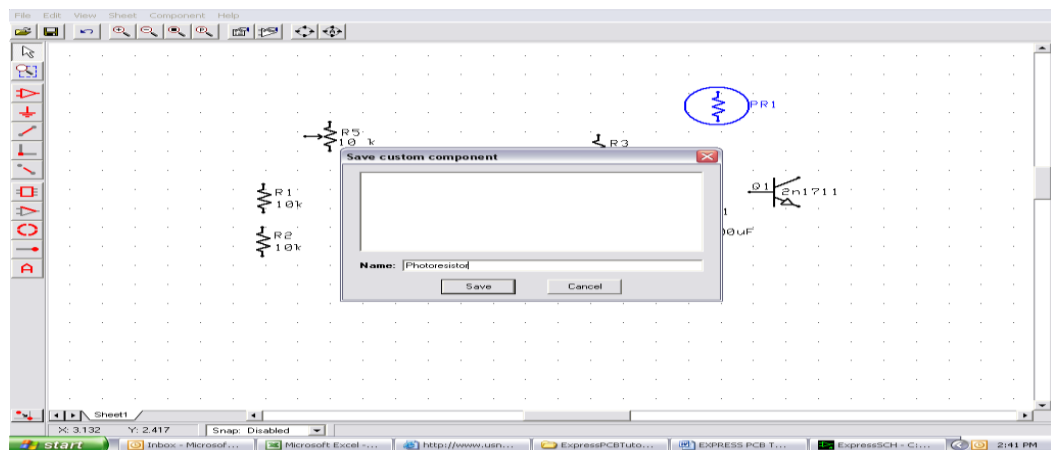 File Edit View Sheet Component Help
PR1
R5
10 k
R3
Save custom component
R1
10k
Q1
2n1711
1
R2
10k
00uF
Name: Photoresistor
Save Cancel
A
Sheet1
X: 3.132 Y: 2.417 Snap: Disabled
start Inbox - Microsof... Microsoft Excel -... http://www.usn... ExpressPCBTuto... EXPRESS PCB T... ExpressSCH - C:... 2:41 PM